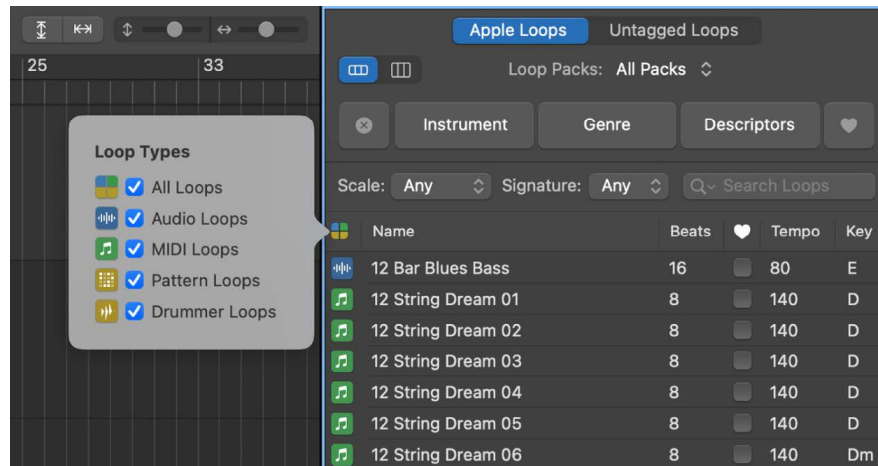 25
33
Loop Types
All Loops
Audio Loops
MIDI Loops
Pattern Loops
Drummer Loops
Apple Loops Untagged Loops
Loop Packs: All Packs
Instrument Genre Descriptors
Scale: Any Signature: Any Search Loops
Name Beats Tempo Key
12 Bar Blues Bass 16 80 E
12 String Dream 01 8 140 D
12 String Dream 02 8 140 D
12 String Dream 03 8 140 D
12 String Dream 04 8 140 D
12 String Dream 05 8 140 D
12 String Dream 06 8 140 Dm